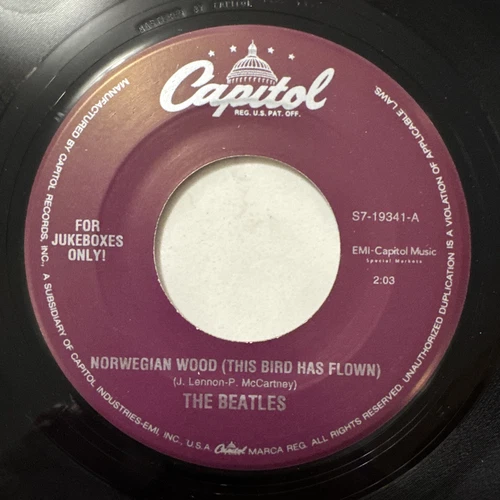 Capitol
REG. U.S. PAT. OFF.
FOR
JUKEBOXES
ONLY!
S7-19341-A
EMI-Capitol Music
Special Markets
2:03
NORWEGIAN WOOD (THIS BIRD HAS FLOWN)
(J. Lennon-P. McCartney)
THE BEATLES
MANUFACTURED BY CAPITOL RECORDS, INC., A SUBSIDIARY OF CAPITOL INDUSTRIES-EMI, INC., U.S.A. Capitol MARCA REG. ALL RIGHTS RESERVED. UNAUTHORIZED DUPLICATION IS A VIOLATION OF APPLICABLE LAWS.